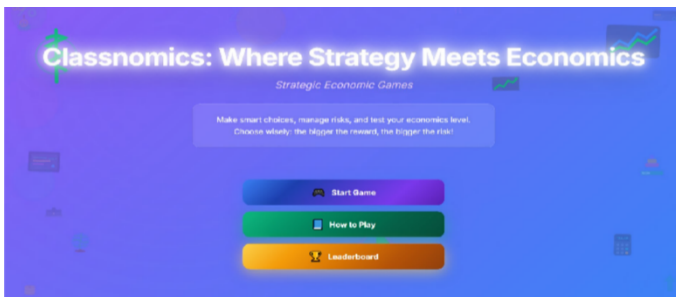 Classnomics: Where Strategy Meets Economics
Strategic Economic Games
Make smart choices, manage risks, and test your economics level.
Choose wisely: the bigger the reward, the bigger the risk!
Start Game
How to Play
Leaderboard